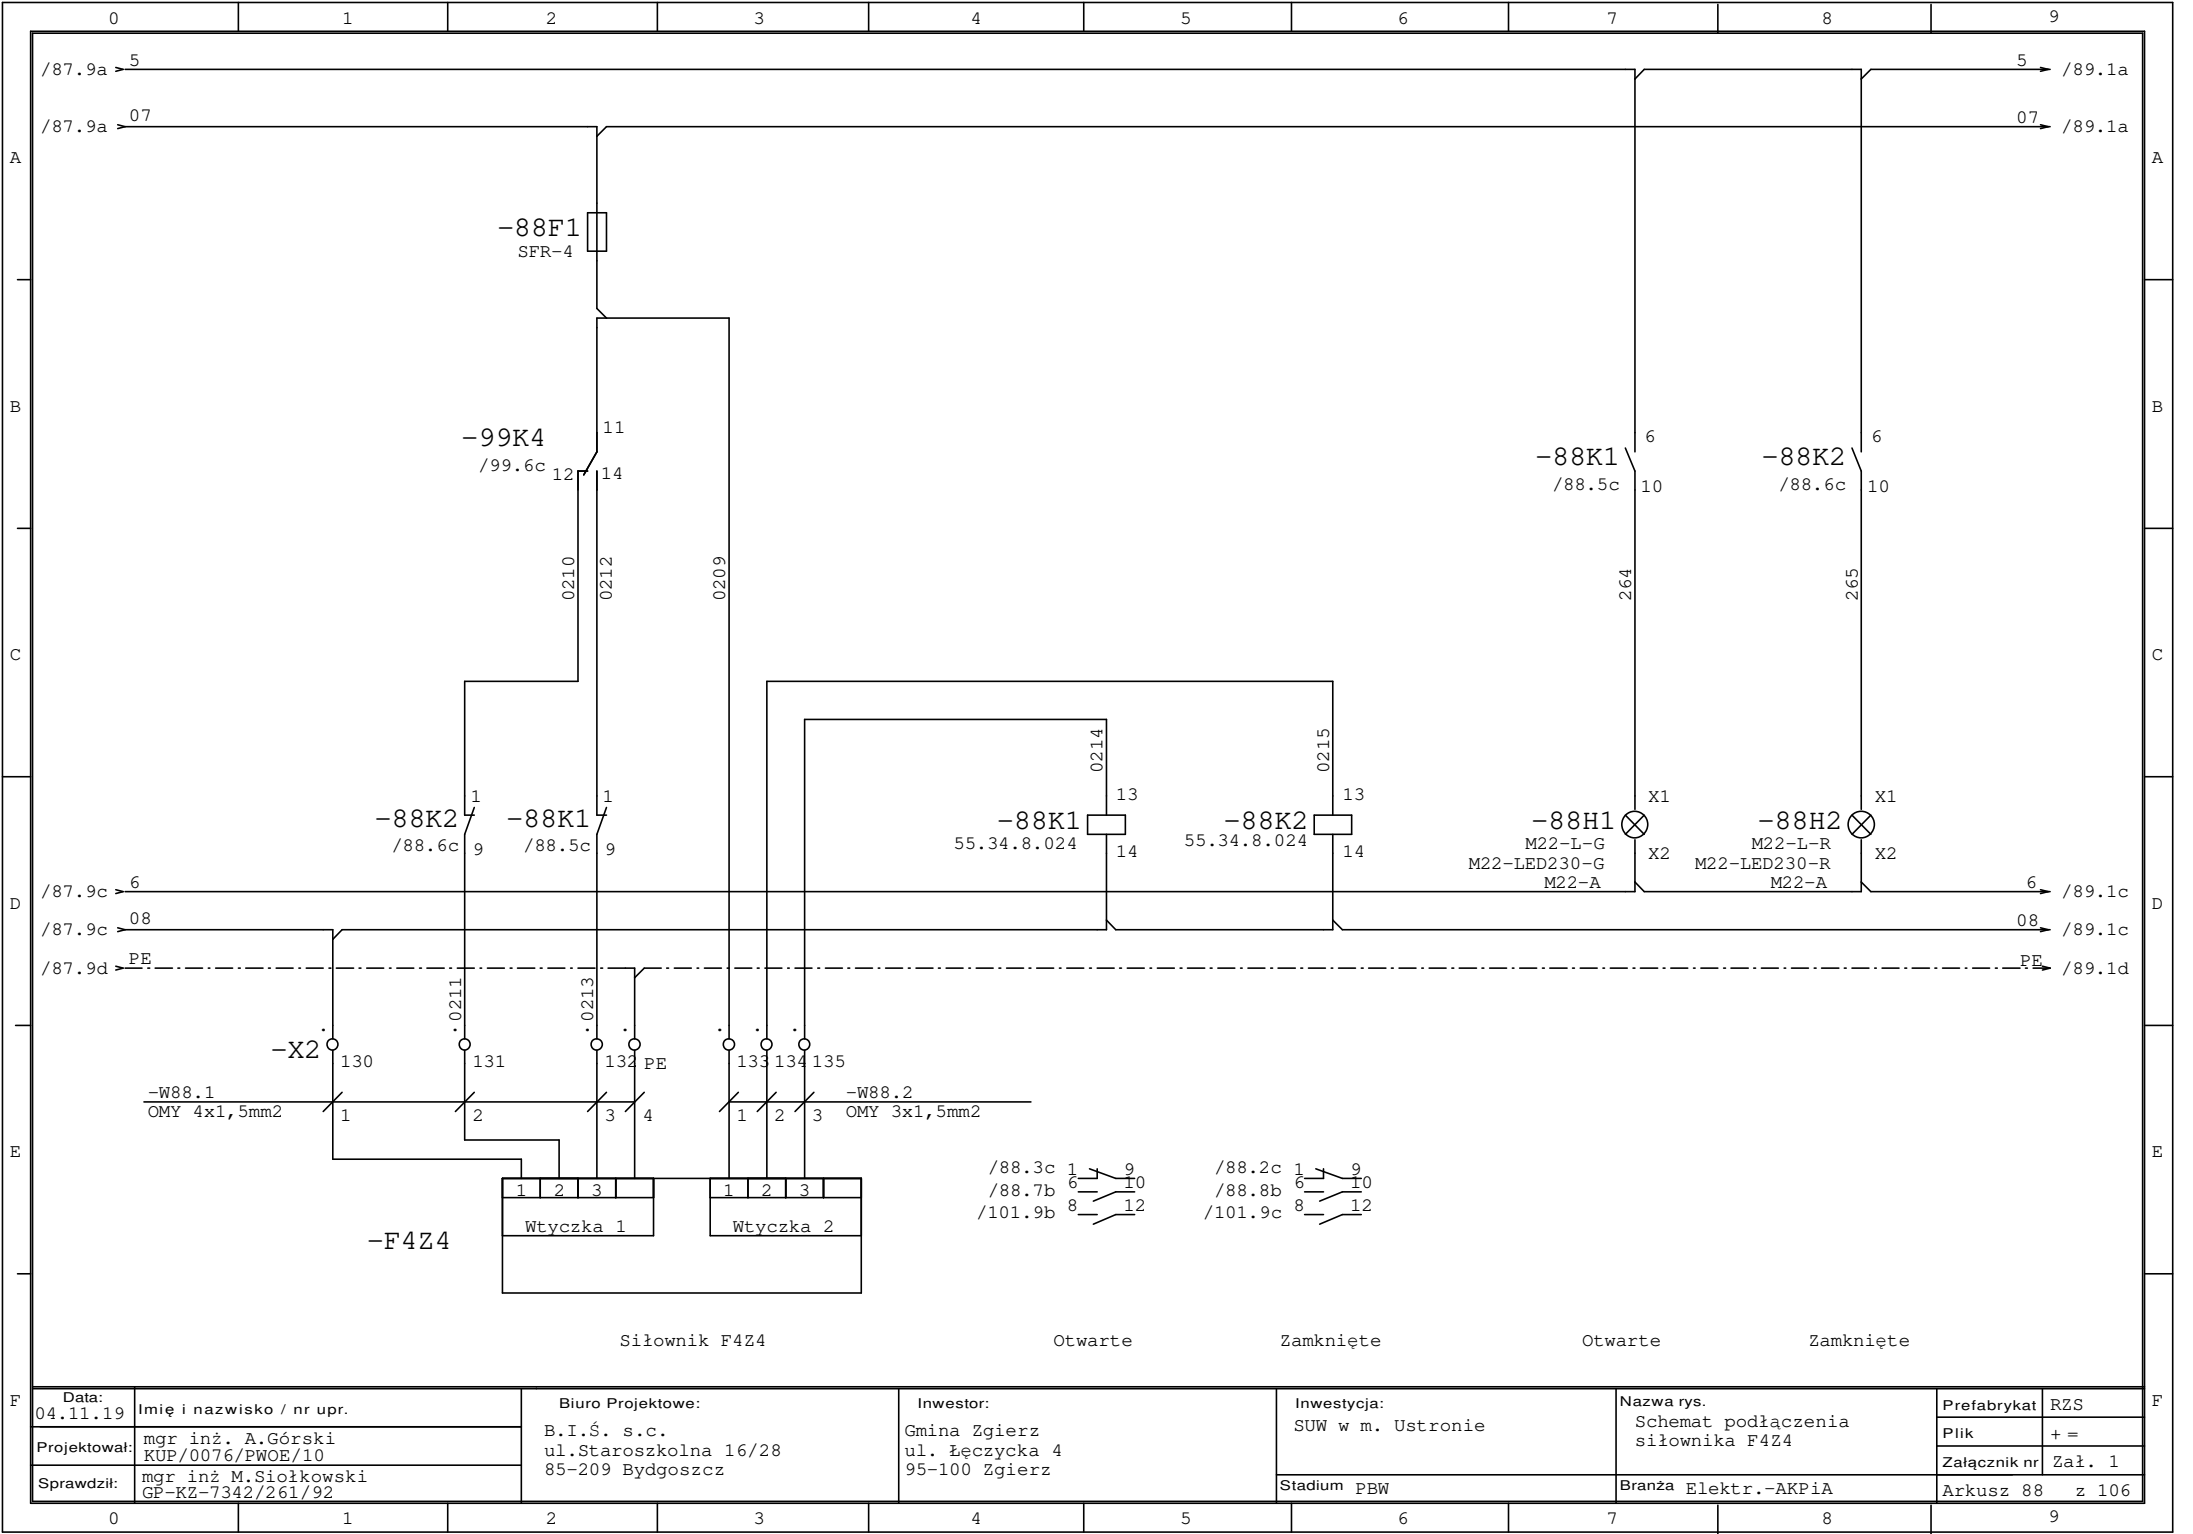 0 1 2 3 4 5 6 7 8 9
/87.9a 5 5 /89.1a
/87.9a 07 07 /89.1a
A A
-88F1
SFR-4
B B
-99K4 11
/99.6c 12 14
-88K1 6
/88.5c 10
-88K2 6
/88.6c 10
0210 0212 0209 264 265
C C
0214 0215
-88K2 1
/88.6c 9
-88K1 1
/88.5c 9
-88K1 13
55.34.8.024 14
-88K2 13
55.34.8.024 14
-88H1 X1
M22-L-G X2
M22-LED230-G
M22-A
-88H2 X1
M22-L-R X2
M22-LED230-R
M22-A
/87.9c 6 6 /89.1c
D D
/87.9c 08 08 /89.1c
/87.9d PE PE /89.1d
0211 0213
-X2 130 131 132 PE 133 134 135
-W88.1
OMY 4x1,5mm2 1 2 3 4
-W88.2
1 2 3 OMY 3x1,5mm2
E E
1 2 3 1 2 3
Wtyczka 1 Wtyczka 2
-F4Z4
/88.3c 1 9
/88.7b 6 10
/101.9b 8 12
/88.2c 1 9
/88.8b 6 10
/101.9c 8 12
Siłownik F4Z4 Otwarte Zamknięte Otwarte Zamknięte
F F
Data:
04.11.19
Imię i nazwisko / nr upr.
Projektował:
mgr inż. A.Górski
KUP/0076/PWOE/10
Sprawdził:
mgr inż M.Siołkowski
GP-KZ-7342/261/92
Biuro Projektowe:
B.I.Ś. s.c.
ul.Staroszkolna 16/28
85-209 Bydgoszcz
Inwestor:
Gmina Zgierz
ul. Łęczycka 4
95-100 Zgierz
Inwestycja:
SUW w m. Ustronie
Stadium PBW
Nazwa rys.
Schemat podłączenia
siłownika F4Z4
Branża Elektr.-AKPiA
Prefabrykat RZS
Plik + =
Załącznik nr Zał. 1
Arkusz 88 z 106
0 1 2 3 4 5 6 7 8 9